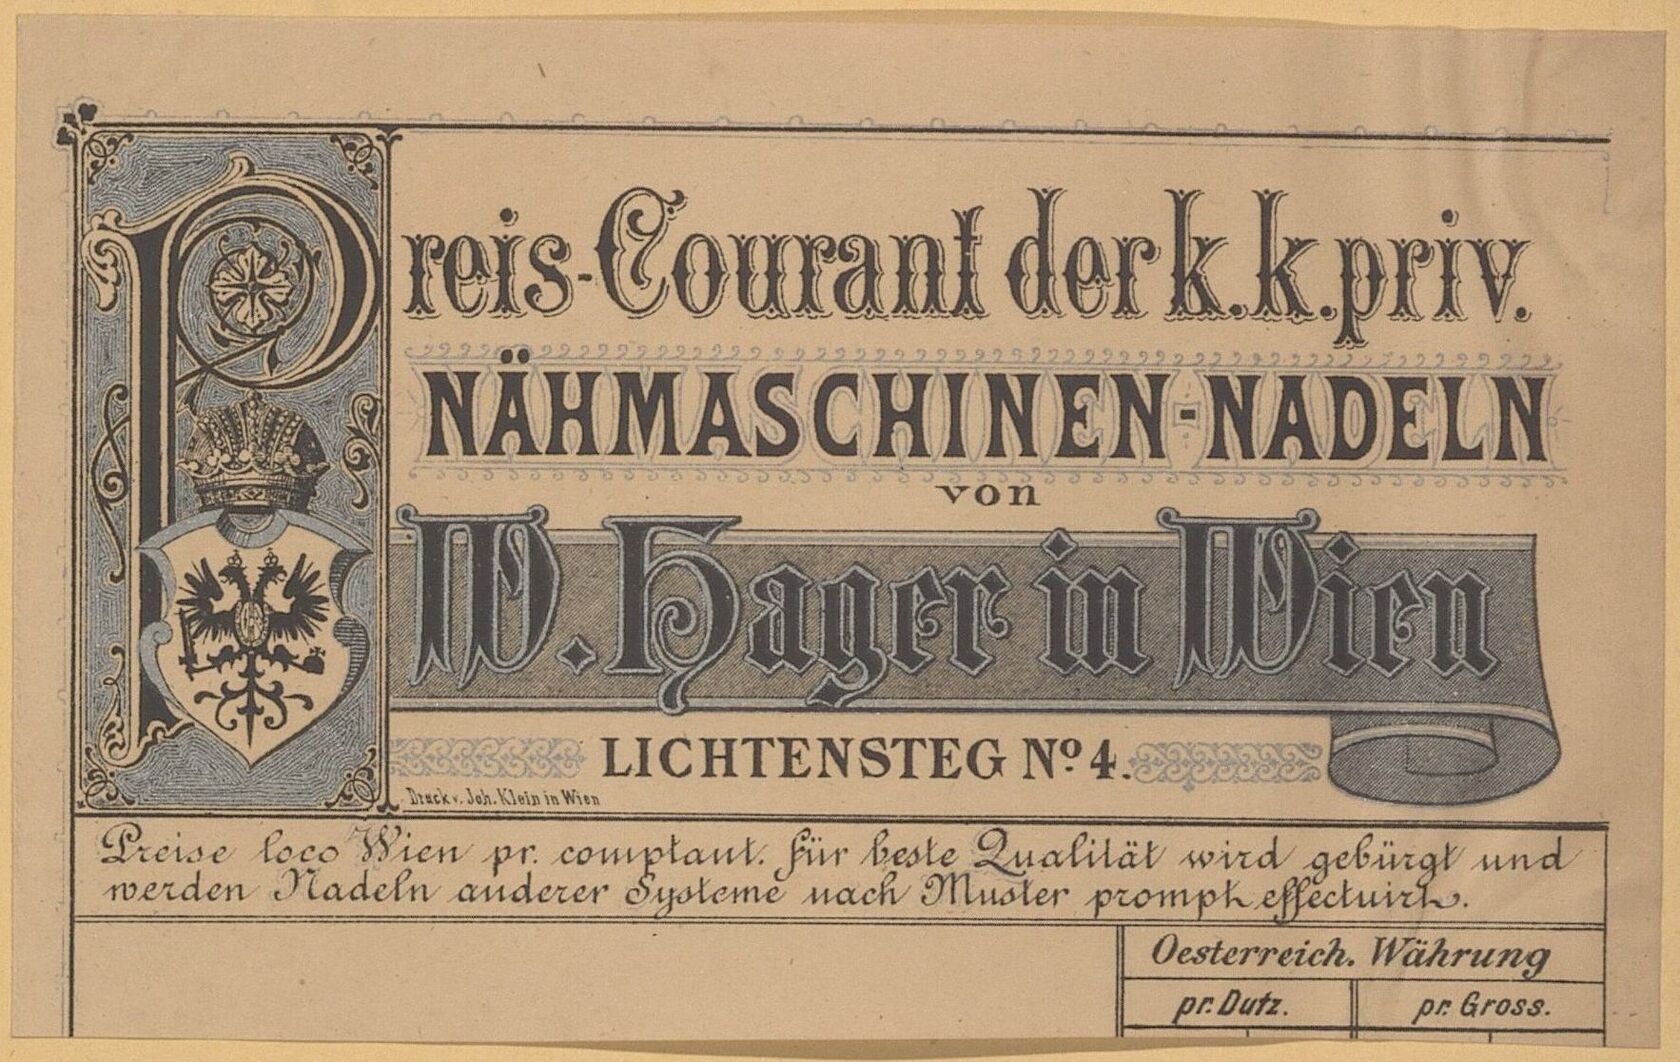 Preis-Courant der k. k. priv.
NÄHMASCHINEN-NADELN
von
W. Hager in Wien
LICHTENSTEG Nº 4.
Druck v. Joh. Klein in Wien
Preise loco Wien pr. comptant. Für beste Qualität wird gebürgt und
werden Nadeln anderer Systeme nach Muster prompt effectuirt.
Oesterreich. Währung
pr. Dutz. pr. Gross.